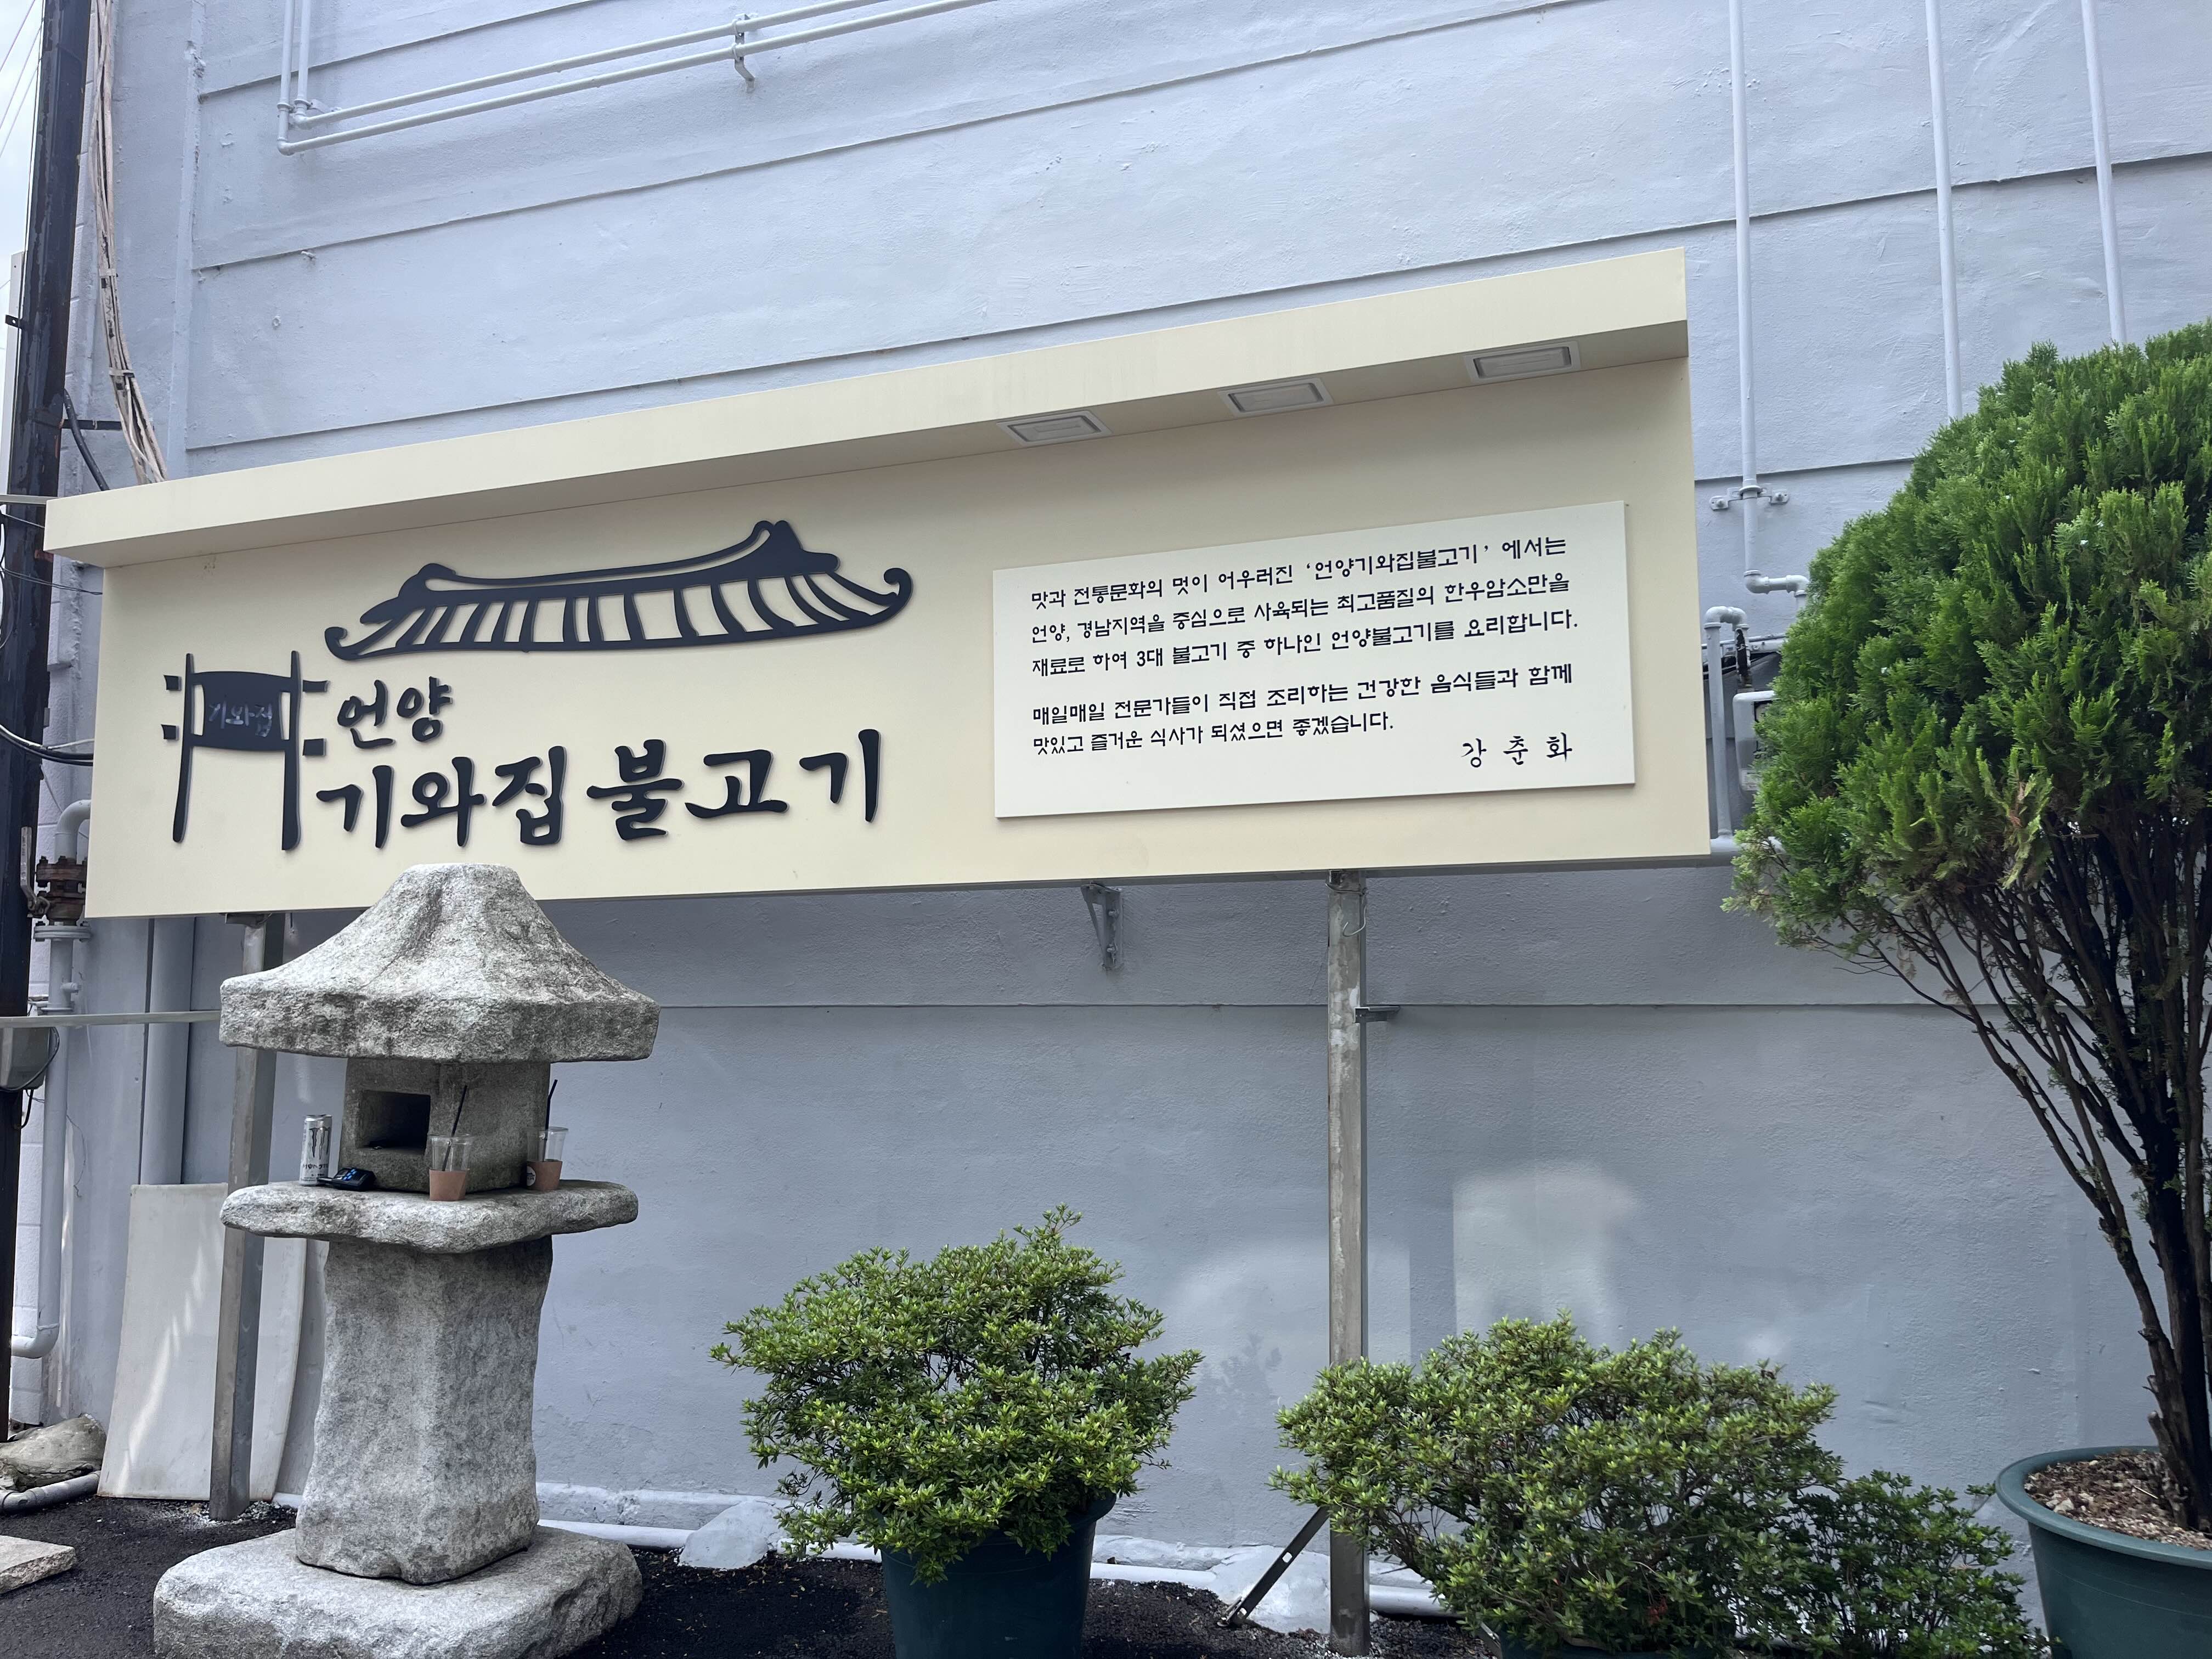 기와집
언양
기와집 불고기
맛과 전통문화의 멋이 어우러진 ‘언양기와집불고기’ 에서는
언양, 경남지역을 중심으로 사육되는 최고품질의 한우암소만을
재료로 하여 3대 불고기 중 하나인 언양불고기를 요리합니다.
매일매일 전문가들이 직접 조리하는 건강한 음식들과 함께
맛있고 즐거운 식사가 되셨으면 좋겠습니다.
강 춘 화